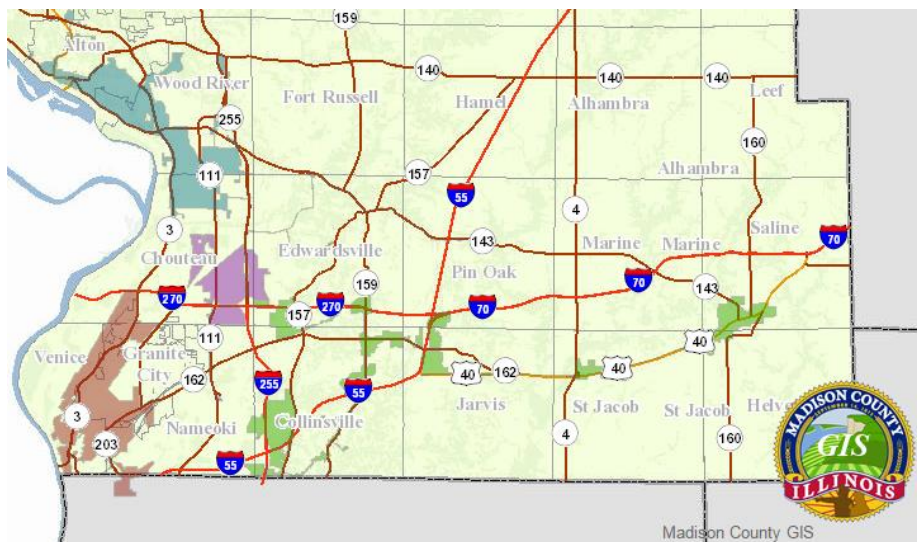 159
Alton
140
140
140
Wood River
Fort Russell
Hamel
Alhambra
Leef
255
160
111
157
55
Alhambra
4
3
Chouteau
Edwardsville
143
Marine
Marine
Saline
70
Pin Oak
270
159
270
70
70
143
157
111
Venice
Granite
City
162
255
55
40
162
40
40
40
Jarvis
St Jacob
St Jacob
3
203
Nameoki
Collinsville
55
4
160
MADISON COUNTY
GIS
ILLINOIS
Madison County GIS